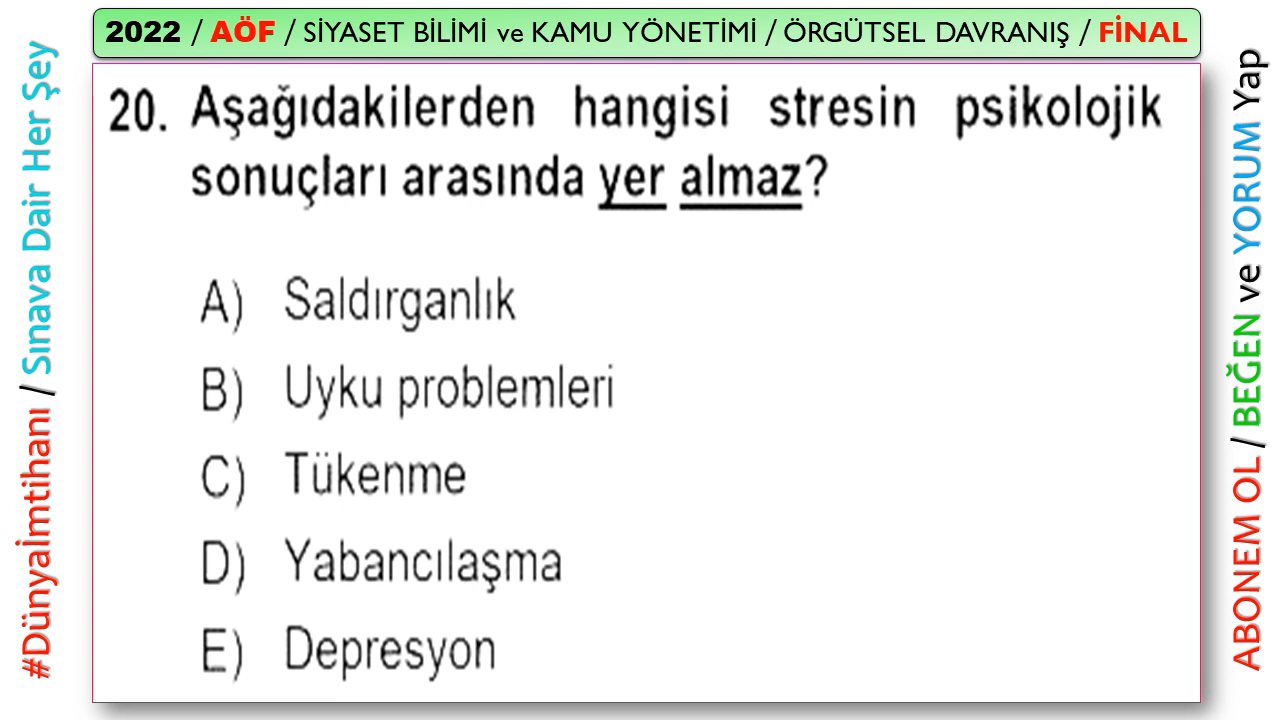 2022 / AÖF / SİYASET BİLİMİ ve KAMU YÖNETİMİ / ÖRGÜTSEL DAVRANIŞ / FİNAL
#Dünyaİmtihanı / Sınava Dair Her Şey
20. Aşağıdakilerden hangisi stresin psikolojik
sonuçları arasında yer almaz?
A) Saldırganlık
B) Uyku problemleri
C) Tükenme
D) Yabancılaşma
E) Depresyon
ABONEM OL / BEĞEN ve YORUM Yap